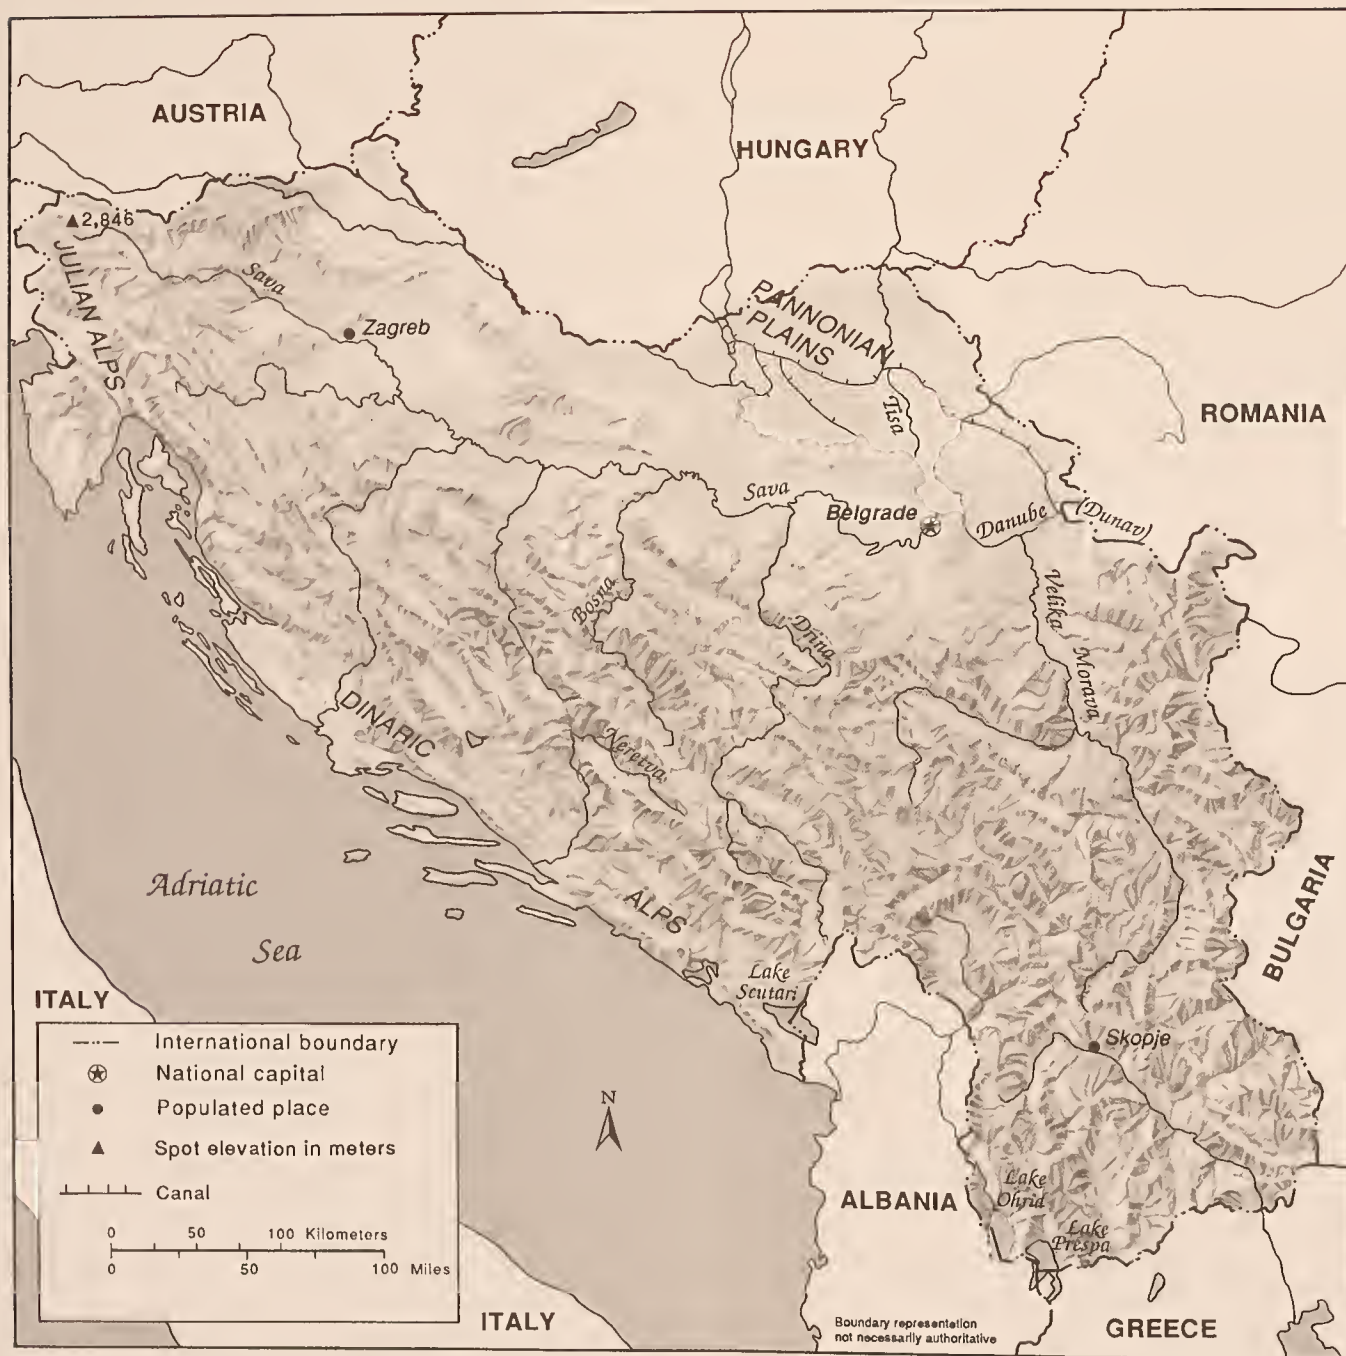 AUSTRIA
HUNGARY
2,846
JULIAN ALPS
Sava
Zagreb
PANNONIAN
PLAINS
Tisa
ROMANIA
Sava
Belgrade
Danube
(Dunav)
Velika
Morava
Bosna
Drina
DINARIC
Neretva
Adriatic
Sea
ALPS
BULGARIA
Lake
Scutari
ITALY
Skopje
International boundary
National capital
Populated place
Spot elevation in meters
Canal
0 50 100 Kilometers
0 50 100 Miles
N
ALBANIA
Lake
Ohrid
Lake
Prespa
ITALY
Boundary representation
not necessarily authoritative
GREECE